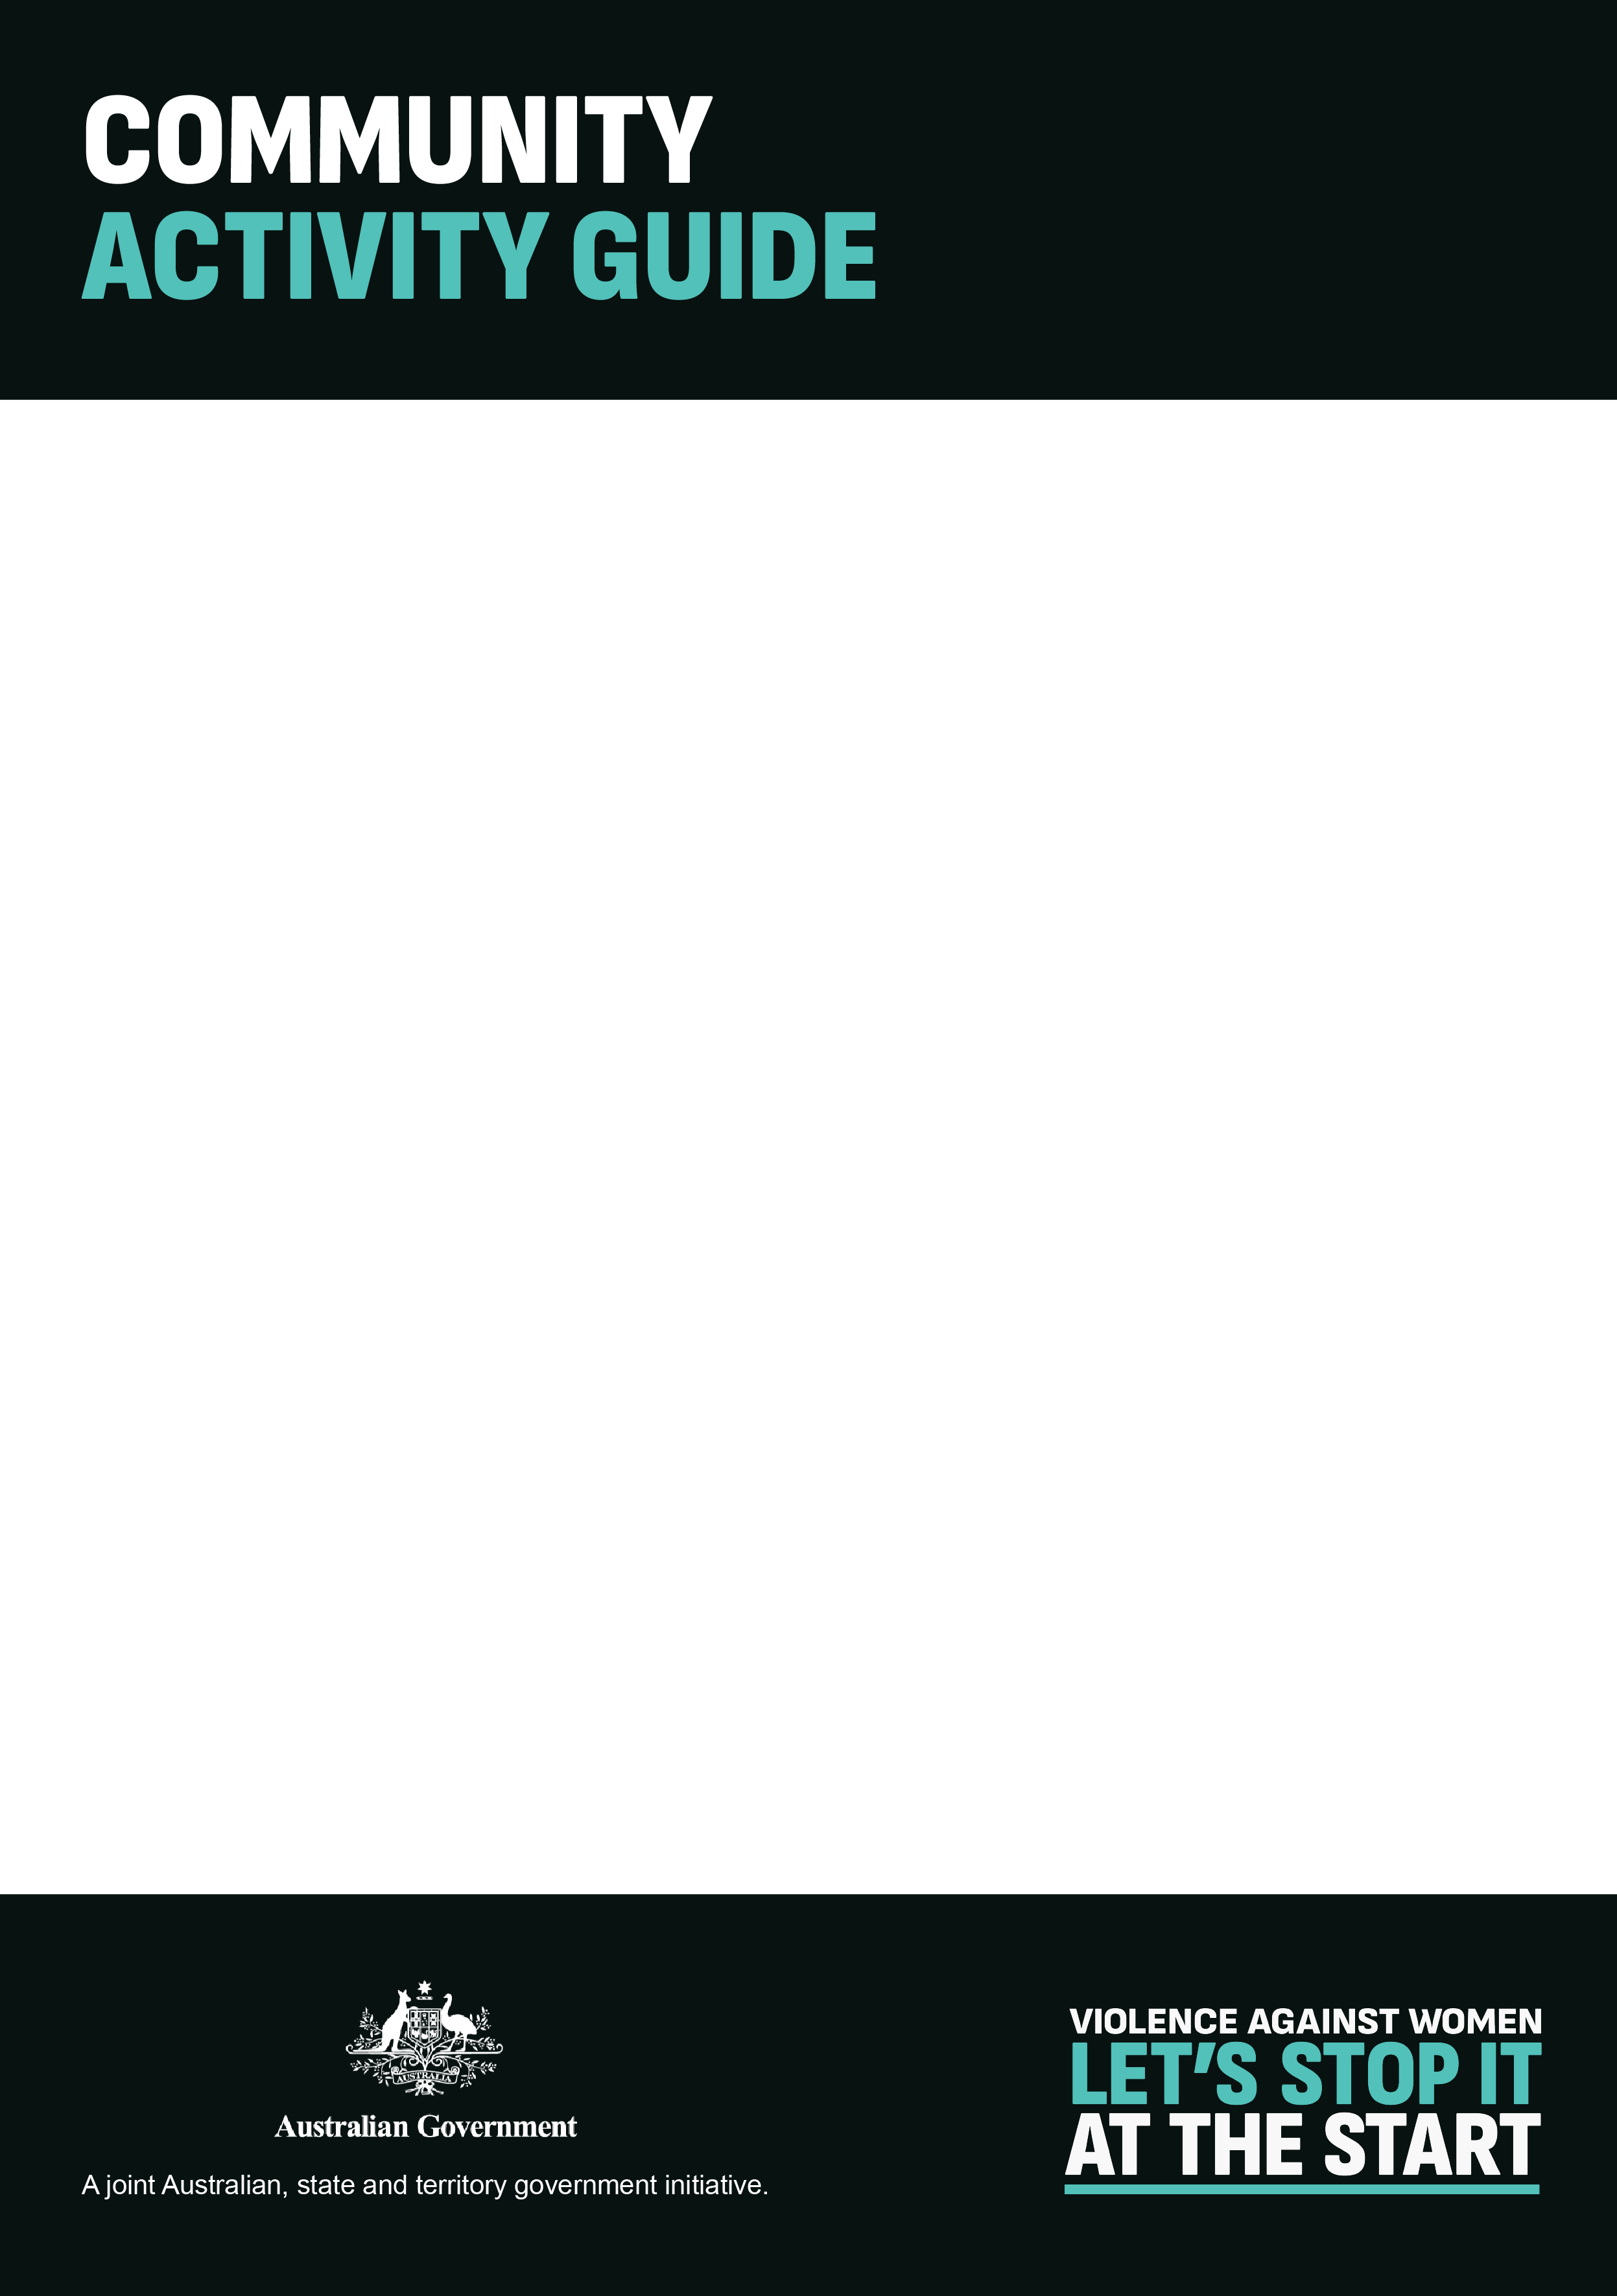 COMMUNITY
ACTIVITY GUIDE
AUSTRALIA
Australian Government
A joint Australian, state and territory government initiative.
VIOLENCE AGAINST WOMEN
LET’S STOP IT
AT THE START